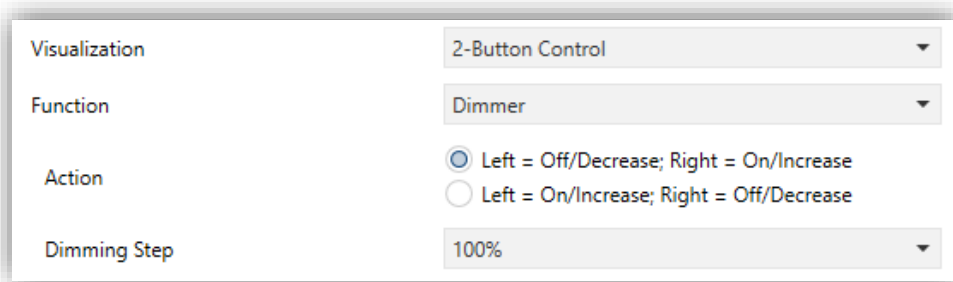 Visualization
2-Button Control
Function
Dimmer
Action
Left = Off/Decrease; Right = On/Increase
Left = On/Increase; Right = Off/Decrease
Dimming Step
100%